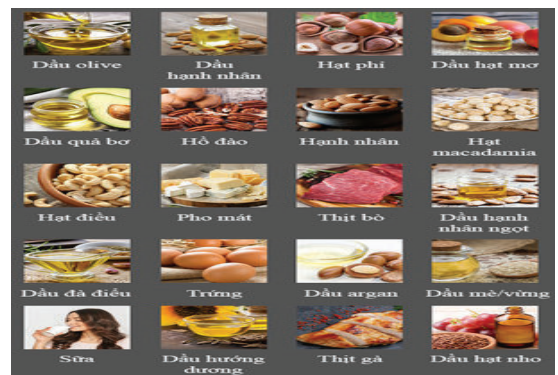 Dầu olive
Dầu
hạnh nhân
Hạt phỉ
Dầu hạt mơ
Dầu quả bơ
Hồ đào
Hạnh nhân
Hạt
macadamia
Hạt điều
Pho mát
Thịt bò
Dầu hạnh
nhân ngọt
Dầu đà điểu
Trứng
Dầu argan
Dầu mè/vừng
Sữa
Dầu hướng
dương
Thịt gà
Dầu hạt nho